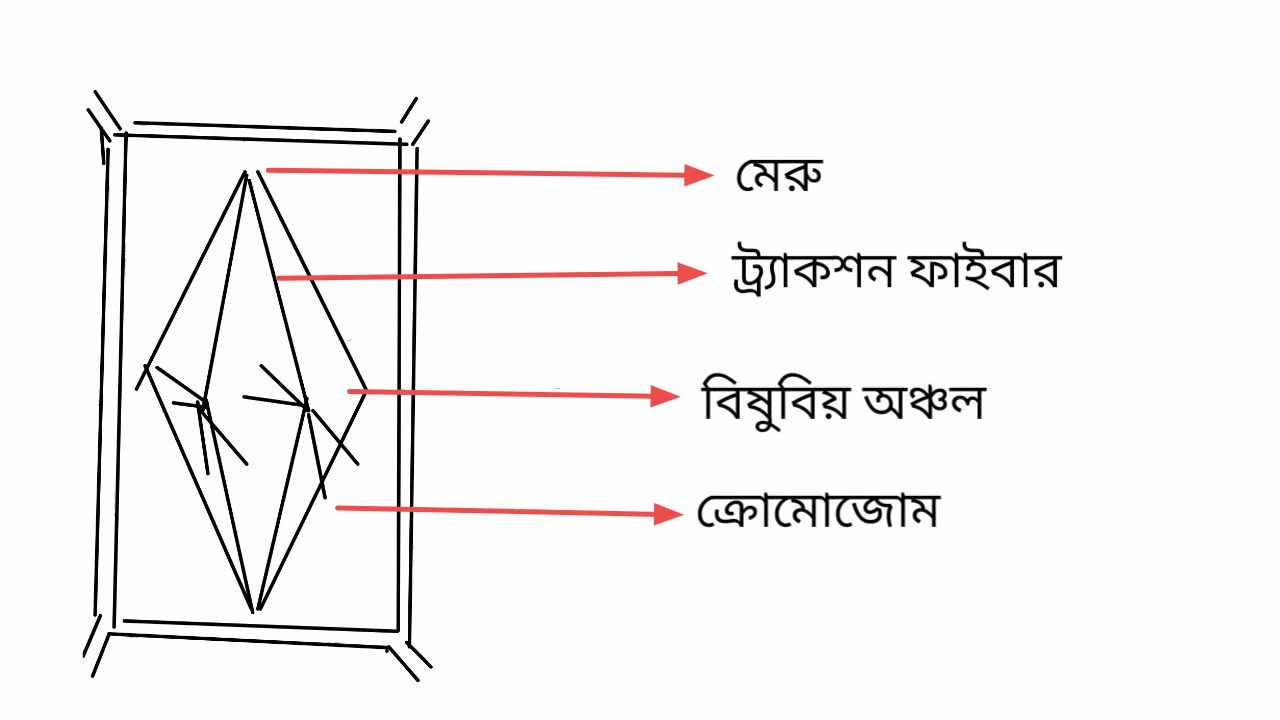 মেরু
ট্র্যাকশন ফাইবার
বিষুবিয় অঞ্চল
ক্রোমোজোম